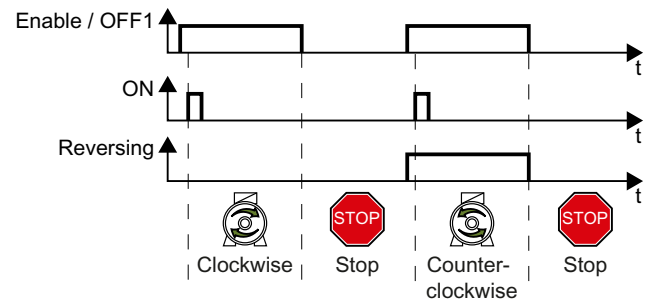 Enable / OFF1
t
ON
t
Reversing
t
STOP STOP
Clockwise Stop Counter- Stop
clockwise